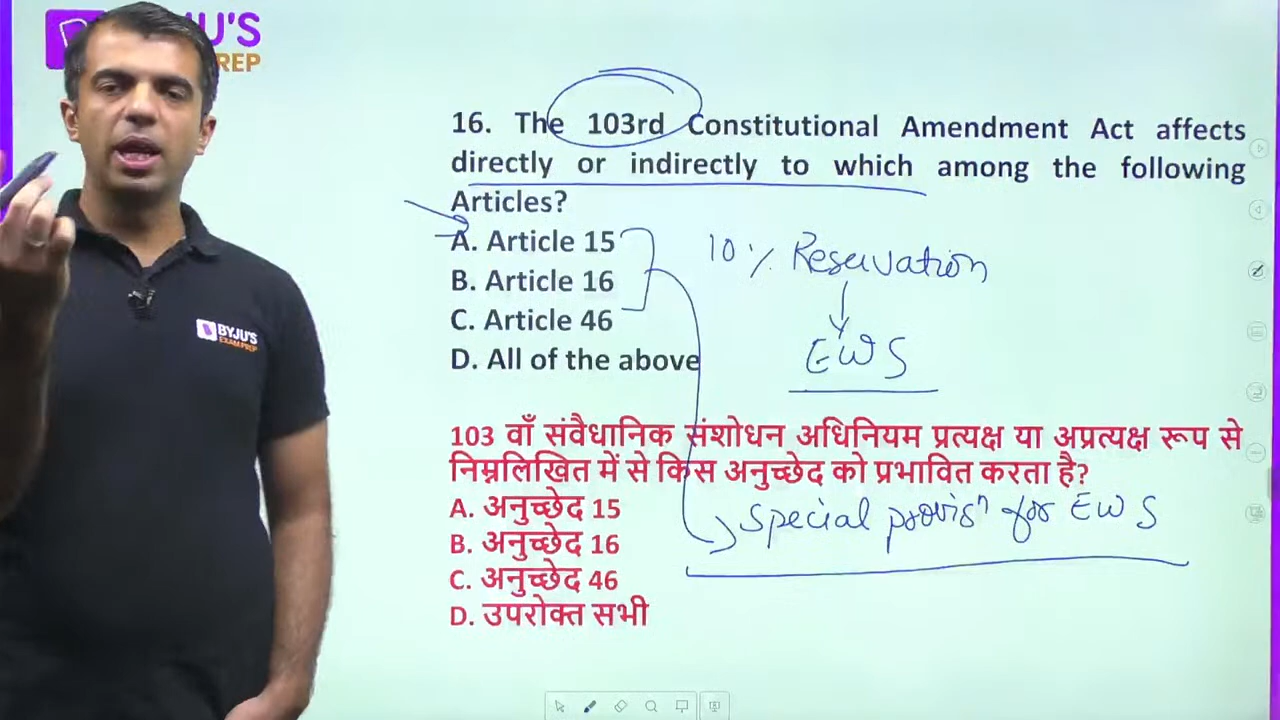 BYJU'S
EXAM PREP
16. The 103rd Constitutional Amendment Act affects
directly or indirectly to which among the following
Articles?
A. Article 15
B. Article 16
C. Article 46
D. All of the above
10% Reservation
EWS
103 वाँ संवैधानिक संशोधन अधिनियम प्रत्यक्ष या अप्रत्यक्ष रूप से
निम्नलिखित में से किस अनुच्छेद को प्रभावित करता है?
A. अनुच्छेद 15
B. अनुच्छेद 16
C. अनुच्छेद 46
D. उपरोक्त सभी
special provisⁿ for EWS
BYJU'S
EXAM PREP